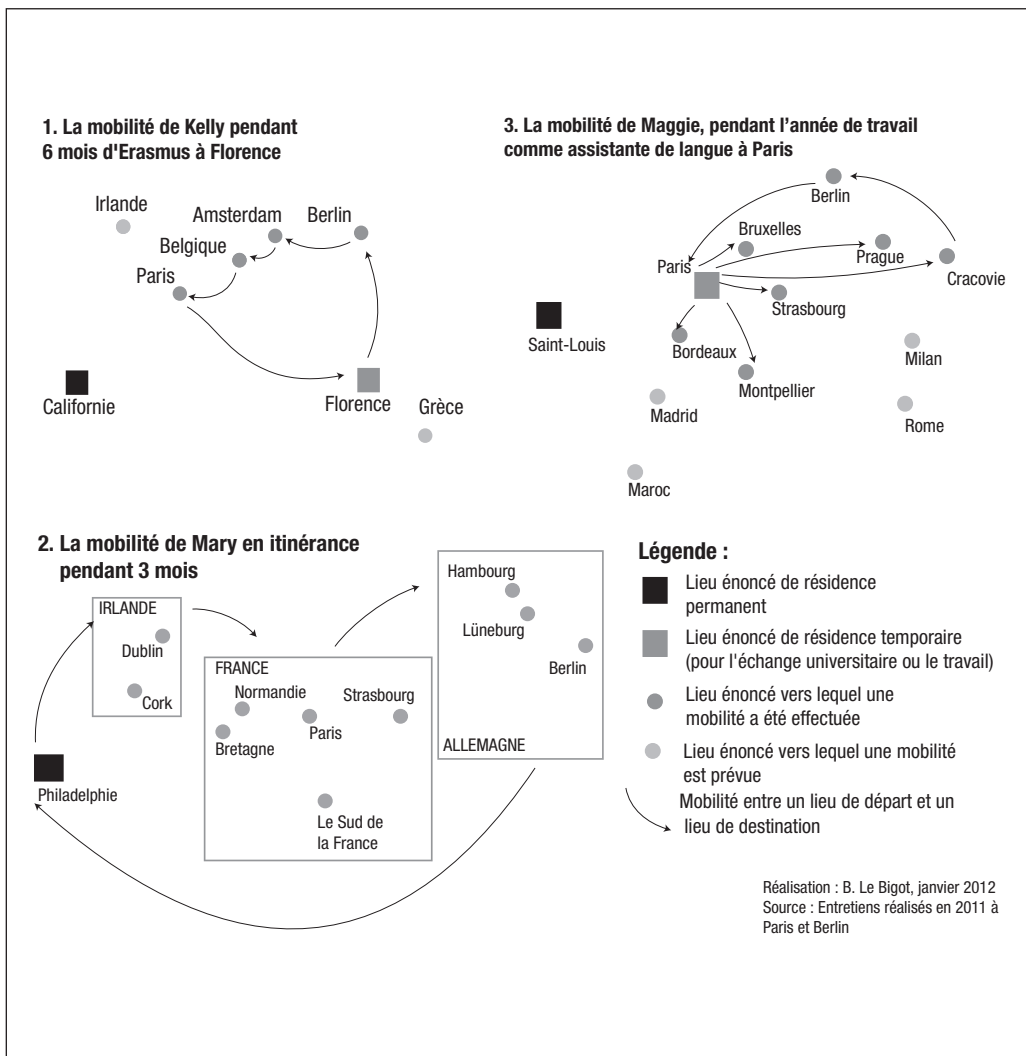 1. La mobilité de Kelly pendant
6 mois d'Erasmus à Florence
Irlande
Amsterdam
Berlin
Belgique
Paris
Californie
Florence
Grèce
3. La mobilité de Maggie, pendant l'année de travail
comme assistante de langue à Paris
Berlin
Bruxelles
Paris
Prague
Cracovie
Strasbourg
Saint-Louis
Bordeaux
Milan
Montpellier
Madrid
Rome
Maroc
2. La mobilité de Mary en itinérance
pendant 3 mois
IRLANDE
Dublin
Cork
Philadelphie
FRANCE
Normandie
Strasbourg
Bretagne
Paris
Le Sud de
la France
Hambourg
Lüneburg
Berlin
ALLEMAGNE
Légende :
Lieu énoncé de résidence
permanent
Lieu énoncé de résidence temporaire
(pour l'échange universitaire ou le travail)
Lieu énoncé vers lequel une
mobilité a été effectuée
Lieu énoncé vers lequel une mobilité
est prévue
Mobilité entre un lieu de départ et un
lieu de destination
Réalisation : B. Le Bigot, janvier 2012
Source : Entretiens réalisés en 2011 à
Paris et Berlin